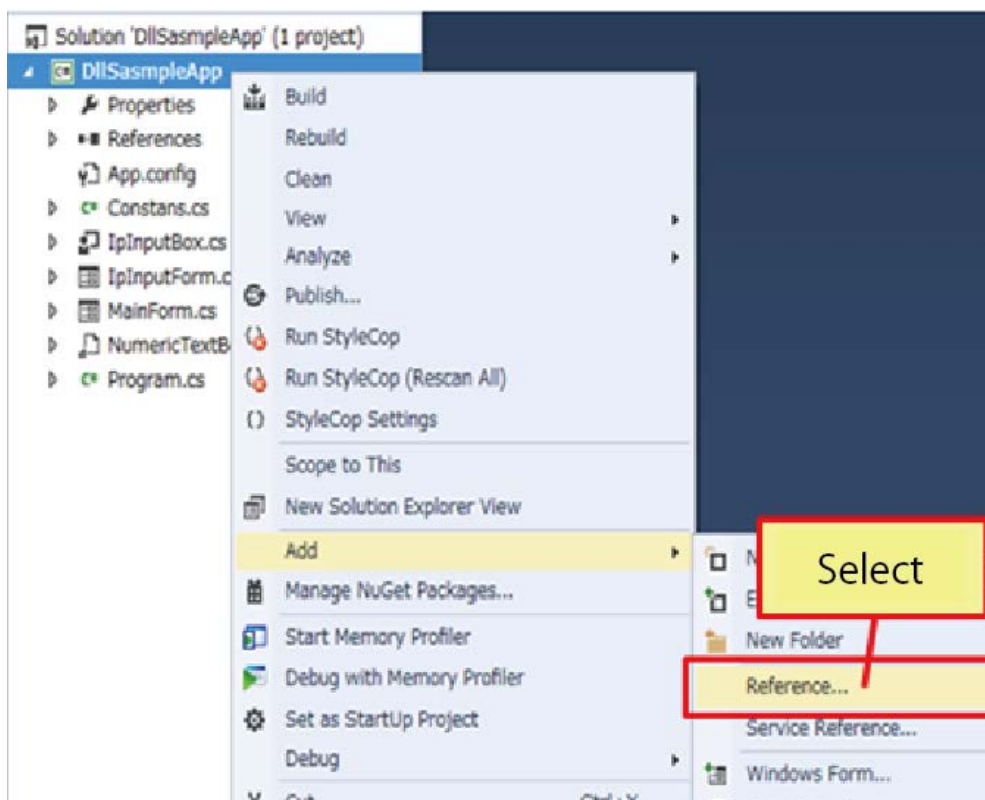 Solution 'DllSasmpleApp' (1 project)
DllSasmpleApp
Properties
References
App.config
Constans.cs
IpInputBox.cs
IpInputForm.c
MainForm.cs
NumericTextB
Program.cs
Build
Rebuild
Clean
View
Analyze
Publish...
Run StyleCop
Run StyleCop (Rescan All)
StyleCop Settings
Scope to This
New Solution Explorer View
Add
Manage NuGet Packages...
Start Memory Profiler
Debug with Memory Profiler
Set as StartUp Project
Debug
Select
New Folder
Reference...
Service Reference...
Windows Form...